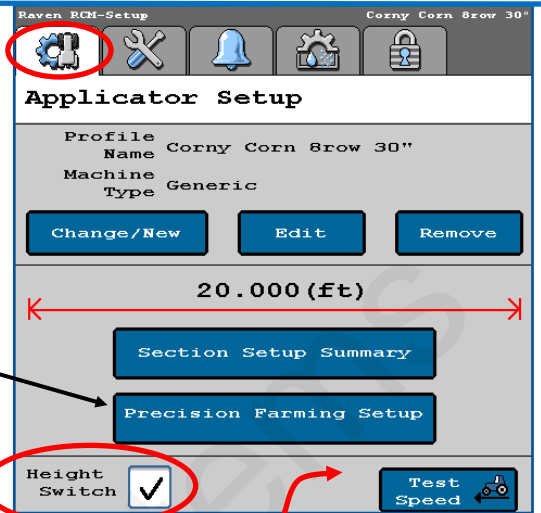 Raven RCM-Setup Corny Corn 8row 30"
Applicator Setup
Profile
Name Corny Corn 8row 30"
Machine
Type Generic
Change/New Edit Remove
20.000(ft)
Section Setup Summary
Precision Farming Setup
Height
Switch
Test
Speed